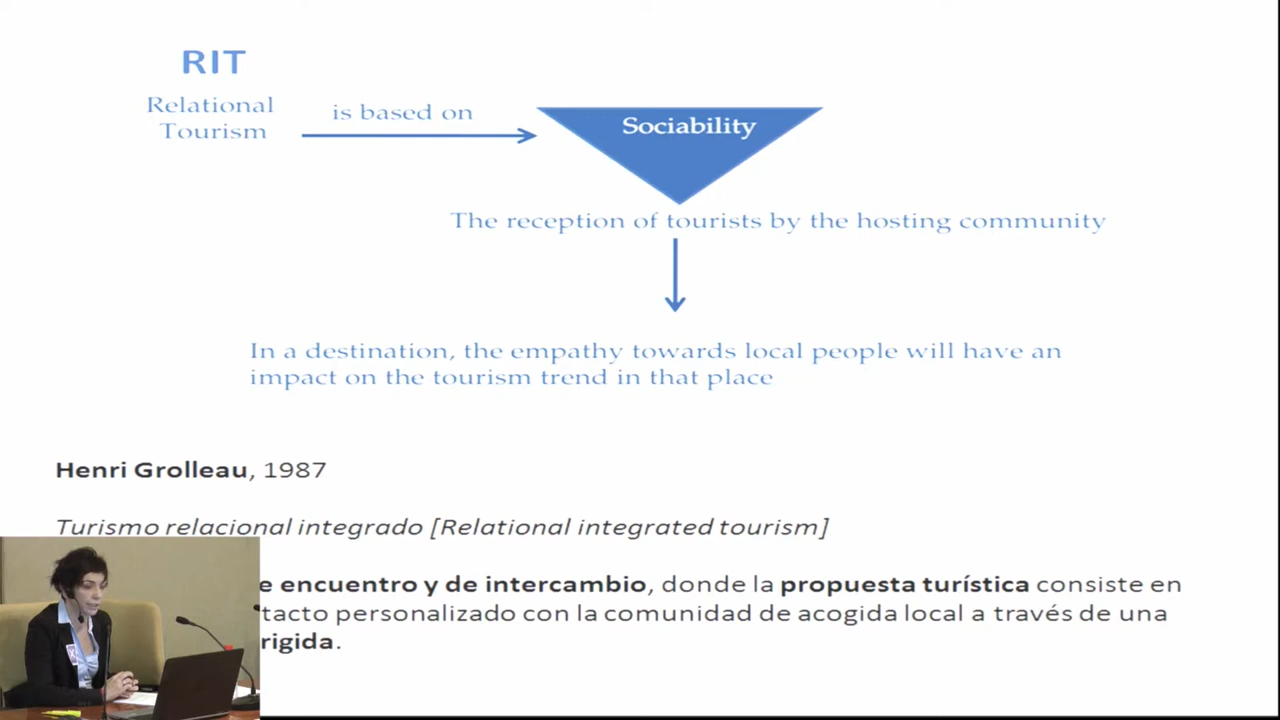 RIT
Relational
Tourism
is based on
Sociability
The reception of tourists by the hosting community
In a destination, the empathy towards local people will have an
impact on the tourism trend in that place
Henri Grolleau, 1987
Turismo relacional integrado [Relational integrated tourism]
encuentro y de intercambio, donde la propuesta turística consiste en
personalizado con la comunidad de acogida local a través de una